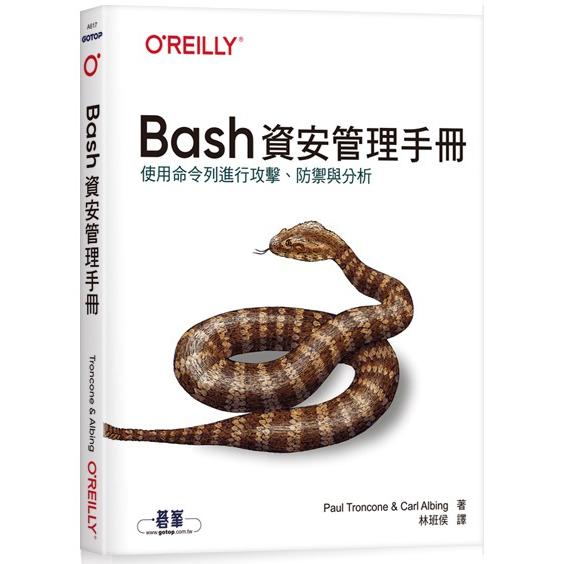 A617
GOTOP
Bash 資安管理手冊
Troncone & Albing
O'REILLY
O'REILLY®
Bash 資安管理手冊
使用命令列進行攻擊、防禦與分析
Paul Troncone & Carl Albing 著
林班侯 譯
碁峯
www.gotop.com.tw